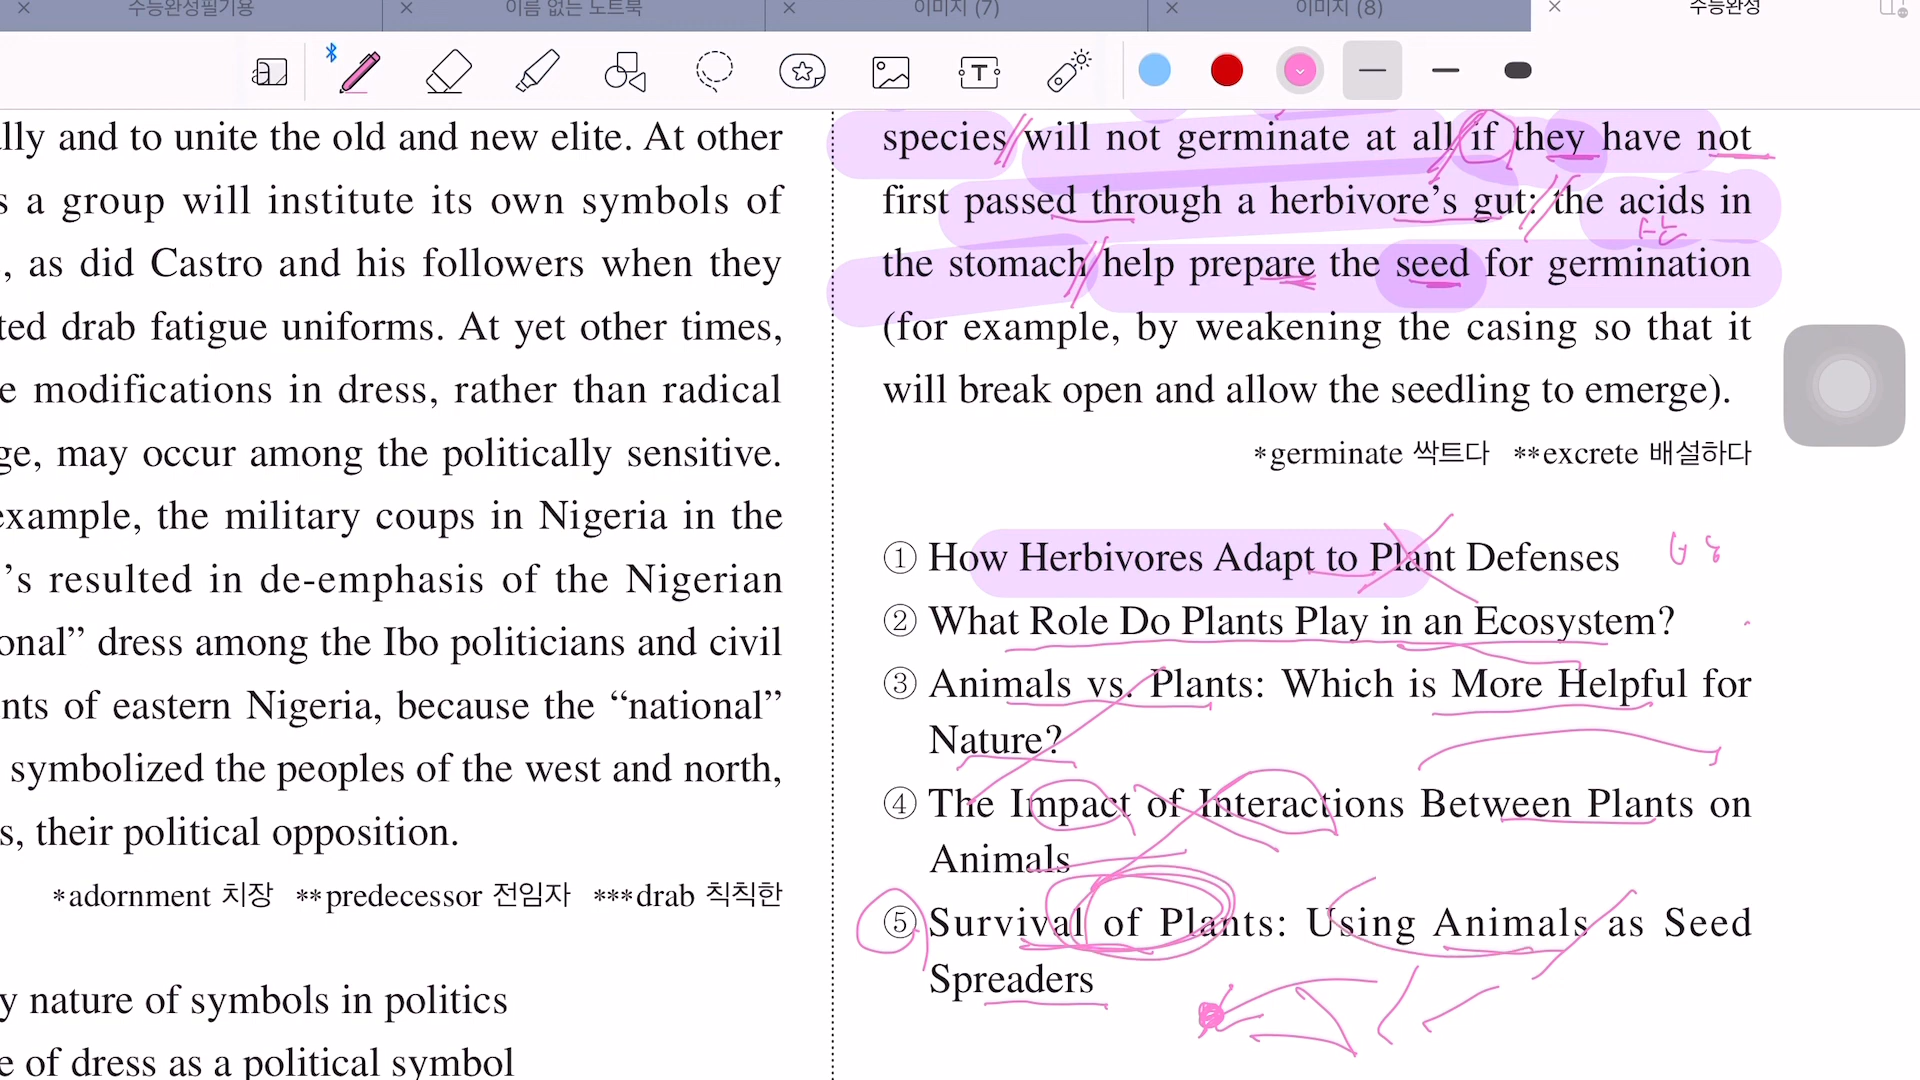 수능완성필기용
이름 없는 노트북
이미지 (7)
이미지 (8)
수능완성
lly and to unite the old and new elite. At other
s a group will institute its own symbols of
, as did Castro and his followers when they
ted drab fatigue uniforms. At yet other times,
e modifications in dress, rather than radical
ge, may occur among the politically sensitive.
example, the military coups in Nigeria in the
's resulted in de-emphasis of the Nigerian
onal” dress among the Ibo politicians and civil
nts of eastern Nigeria, because the “national”
symbolized the peoples of the west and north,
s, their political opposition.
*adornment 치장 **predecessor 전임자 ***drab 칙칙한
y nature of symbols in politics
e of dress as a political symbol
species will not germinate at all if they have not
first passed through a herbivore’s gut: the acids in
산
the stomach help prepare the seed for germination
(for example, by weakening the casing so that it
will break open and allow the seedling to emerge).
*germinate 싹트다 **excrete 배설하다
① How Herbivores Adapt to Plant Defenses
② What Role Do Plants Play in an Ecosystem?
③ Animals vs. Plants: Which is More Helpful for
Nature?
④ The Impact of Interactions Between Plants on
Animals
⑤ Survival of Plants: Using Animals as Seed
Spreaders